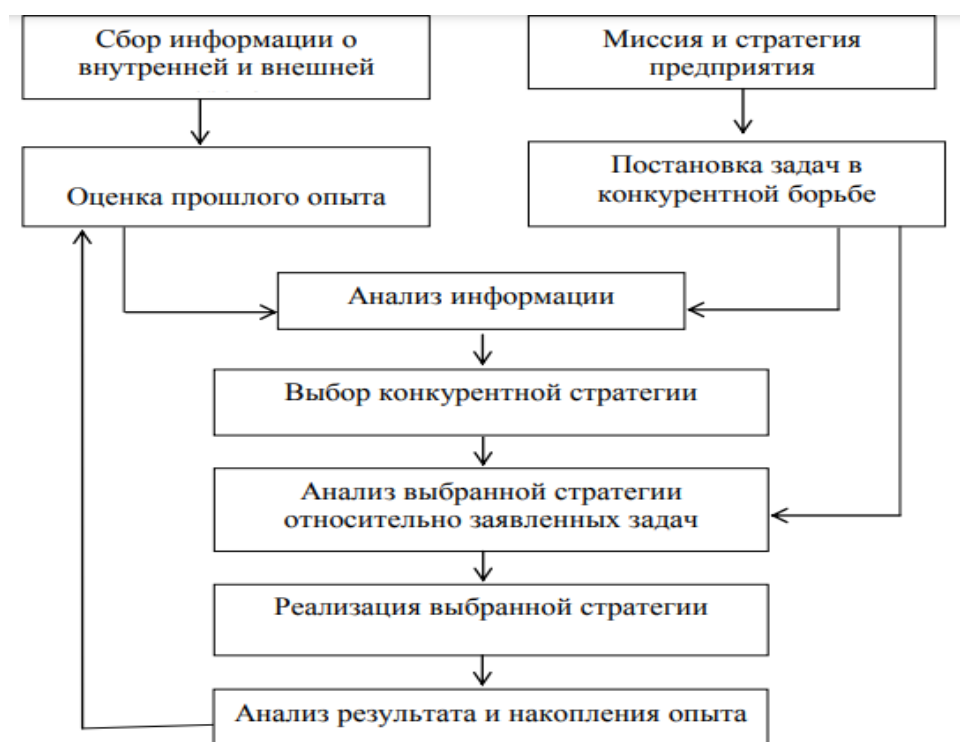 Сбор информации о
внутренней и внешней
Миссия и стратегия
предприятия
Оценка прошлого опыта
Постановка задач в
конкурентной борьбе
Анализ информации
Выбор конкурентной стратегии
Анализ выбранной стратегии
относительно заявленных задач
Реализация выбранной стратегии
Анализ результата и накопления опыта